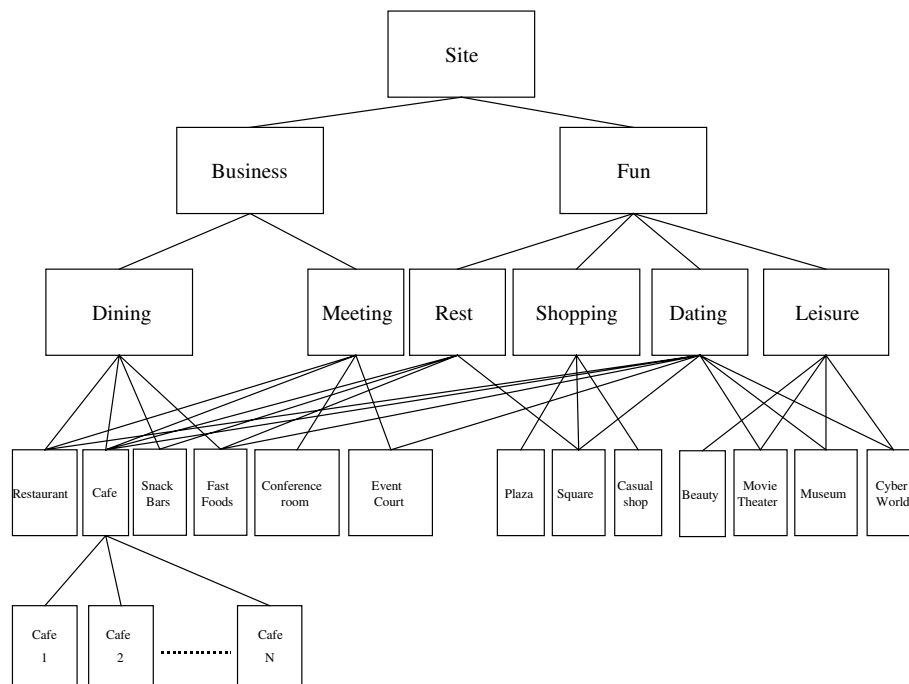 Site
Business
Fun
Dining
Meeting
Rest
Shopping
Dating
Leisure
Restaurant
Cafe
Snack
Bars
Fast
Foods
Conference
room
Event
Court
Plaza
Square
Casual
shop
Beauty
Movie
Theater
Museum
Cyber
World
Cafe
1
Cafe
2
Cafe
N